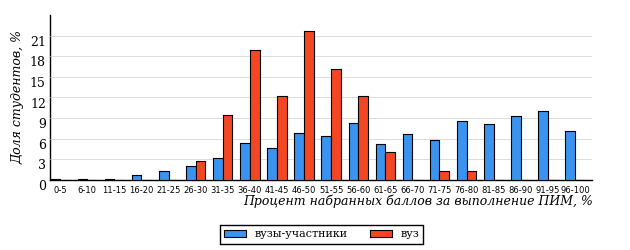 Доля студентов, %
21
18
15
12
9
6
3
0
0-5 6-10 11-15 16-20 21-25 26-30 31-35 36-40 41-45 46-50 51-55 56-60 61-65 66-70 71-75 76-80 81-85 86-90 91-95 96-100
Процент набранных баллов за выполнение ПИМ, %
вузы-участники вуз